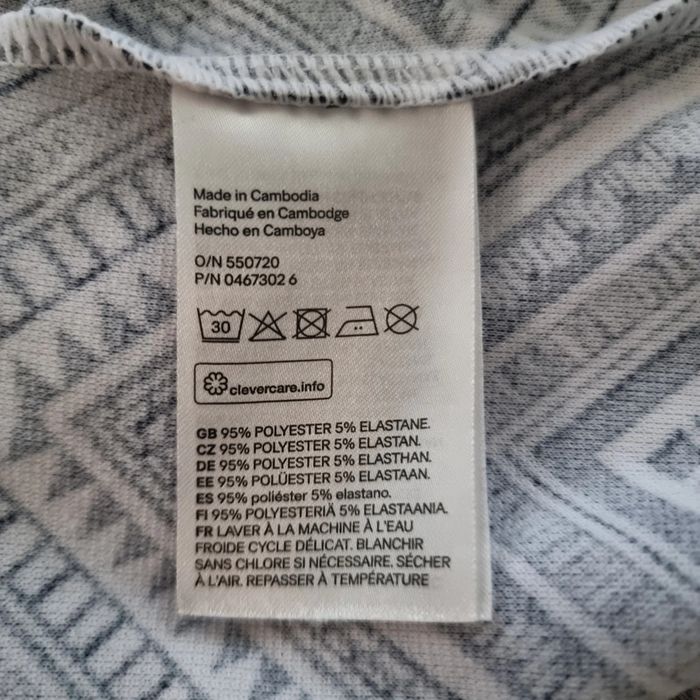 Made in Cambodia
Fabriqué en Cambodge
Hecho en Camboya
O/N 550720
P/N 0467302 6
30
clevercare.info
GB 95% POLYESTER 5% ELASTANE.
CZ 95% POLYESTER 5% ELASTAN.
DE 95% POLYESTER 5% ELASTHAN.
EE 95% POLÜESTER 5% ELASTAAN.
ES 95% poliéster 5% elastano.
FI 95% POLYESTERIÄ 5% ELASTAANIA.
FR LAVER À LA MACHINE À L'EAU
FROIDE CYCLE DÉLICAT. BLANCHIR
SANS CHLORE SI NÉCESSAIRE. SÉCHER
À L'AIR. REPASSER À TEMPÉRATURE